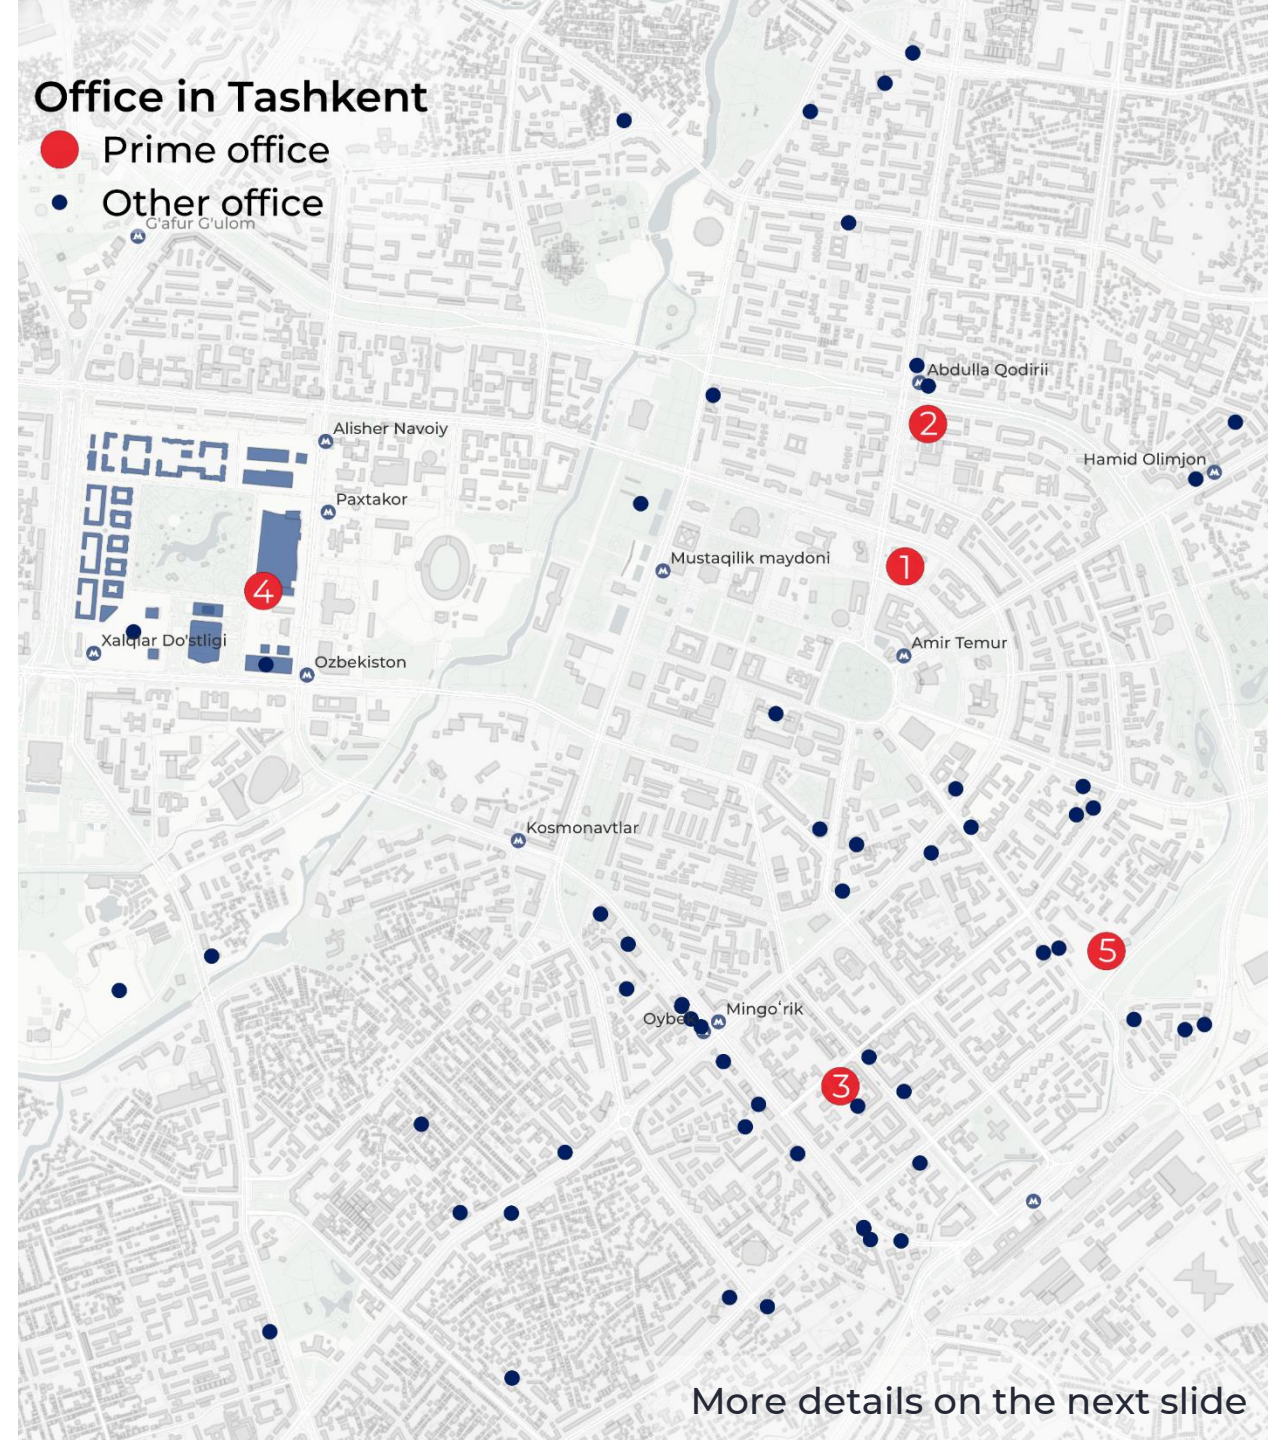 Office in Tashkent
Prime office
Other office
G'afur G'ulom
Abdulla Qodirii
2
Alisher Navoiy
Hamid Olimjon
Paxtakor
Mustaqilik maydoni
1
4
Xalqlar Do'stligi
Amir Temur
Ozbekiston
Kosmonavtlar
5
Mingo‘rik
Oybek
3
More details on the next slide